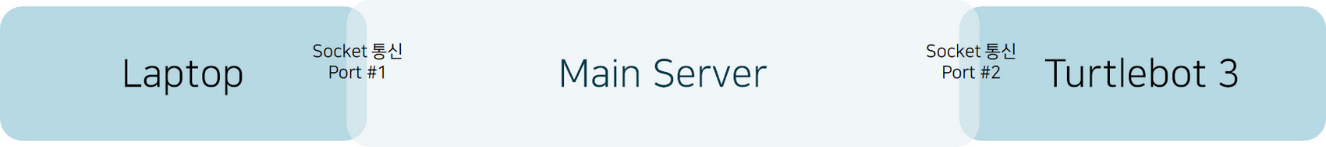 Laptop
Socket 통신
Port #1
Main Server
Socket 통신
Port #2
Turtlebot 3